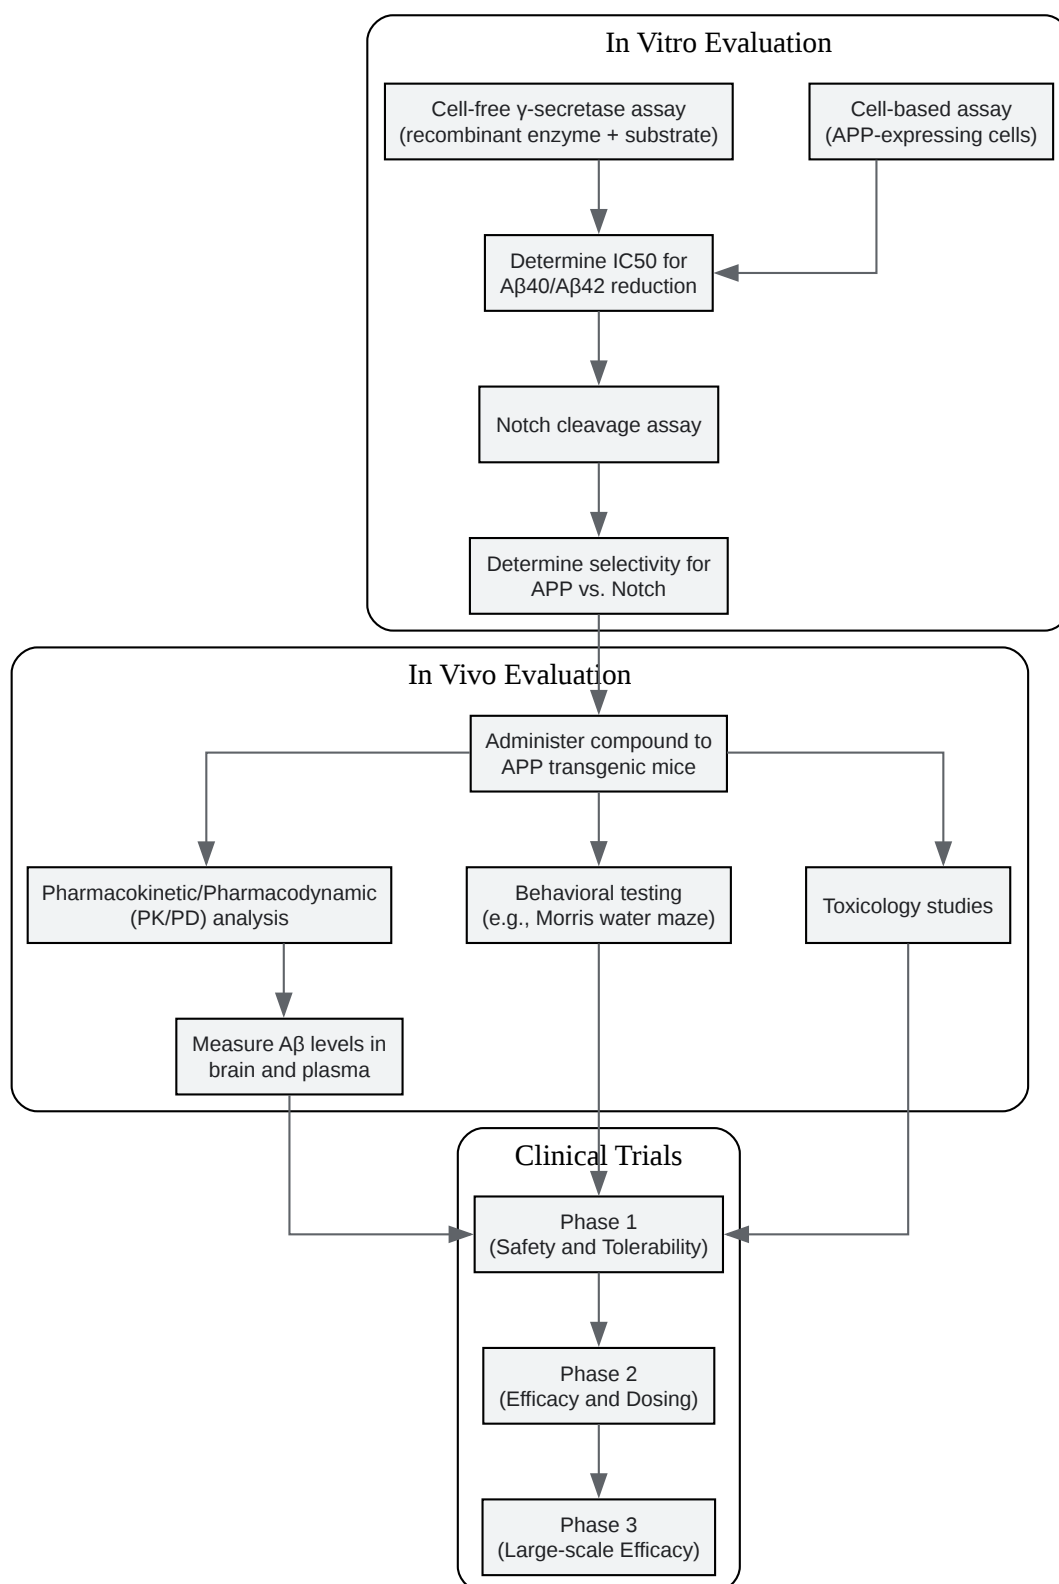 In Vitro Evaluation
Cell-free γ-secretase assay
(recombinant enzyme + substrate)
Cell-based assay
(APP-expressing cells)
Determine IC50 for
Aβ40/Aβ42 reduction
Notch cleavage assay
Determine selectivity for
APP vs. Notch
In Vivo Evaluation
Administer compound to
APP transgenic mice
Pharmacokinetic/Pharmacodynamic
(PK/PD) analysis
Behavioral testing
(e.g., Morris water maze)
Toxicology studies
Measure Aβ levels in
brain and plasma
Clinical Trials
Phase 1
(Safety and Tolerability)
Phase 2
(Efficacy and Dosing)
Phase 3
(Large-scale Efficacy)